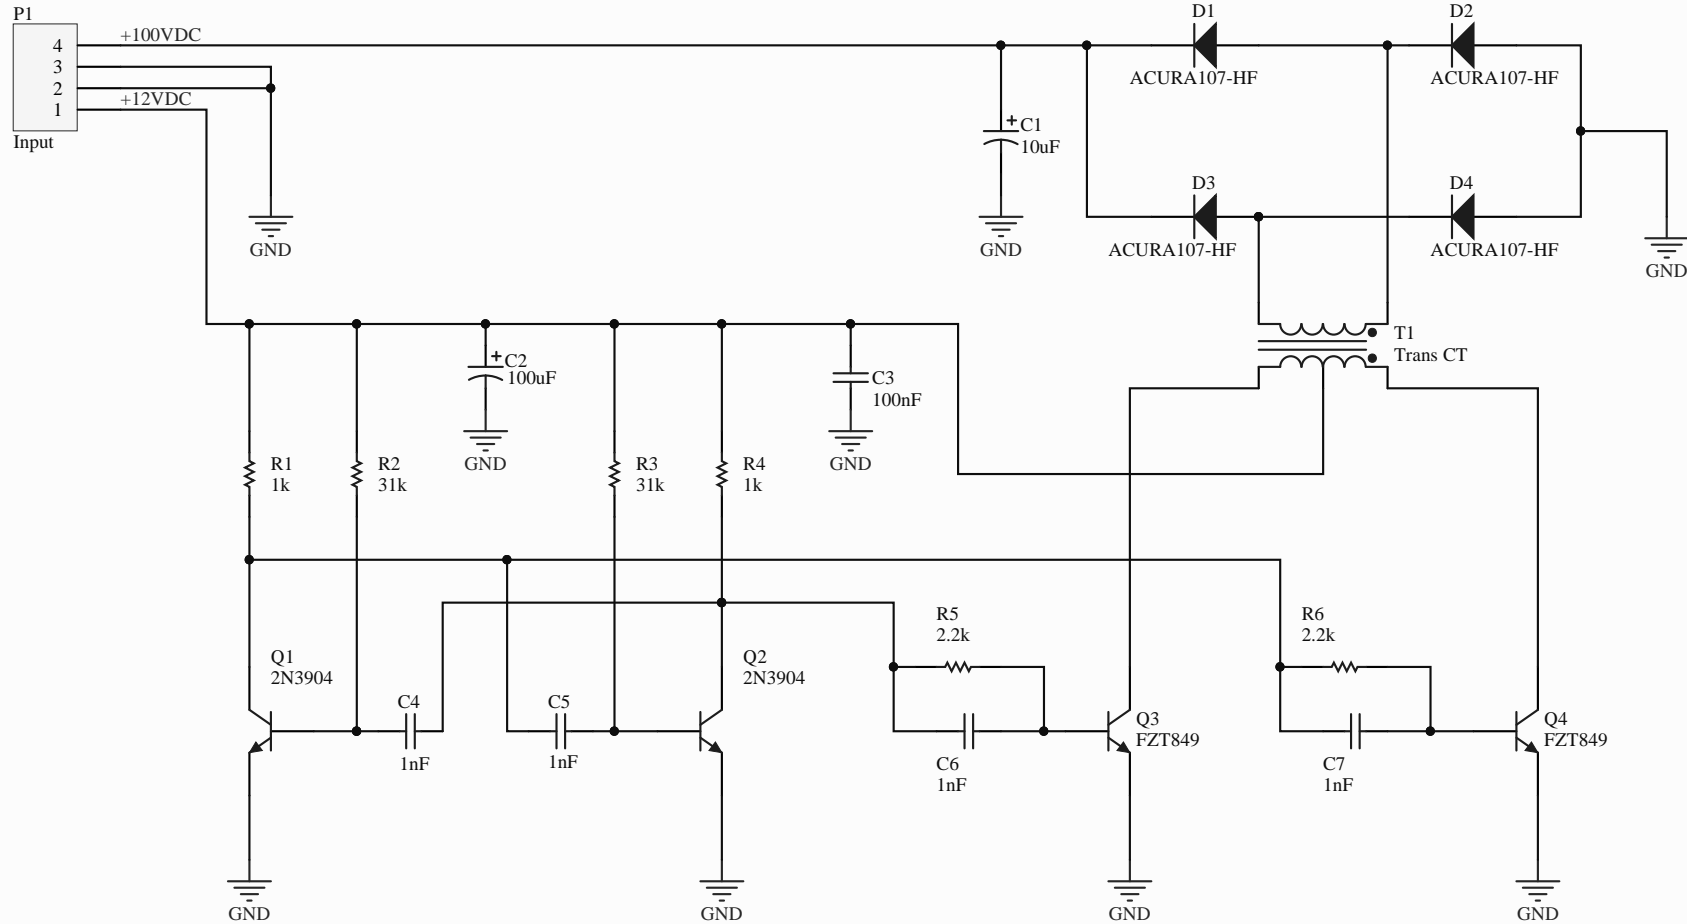 P1
4
3
2
1
+100VDC
+12VDC
Input
GND
C1
10uF
GND
D1
ACURA107-HF
D2
ACURA107-HF
D3
ACURA107-HF
D4
ACURA107-HF
GND
T1
Trans CT
C2
100uF
GND
C3
100nF
GND
R1
1k
R2
31k
R3
31k
R4
1k
R5
2.2k
R6
2.2k
Q1
2N3904
C4
1nF
C5
1nF
Q2
2N3904
C6
1nF
Q3
FZT849
C7
1nF
Q4
FZT849
GND
GND
GND
GND